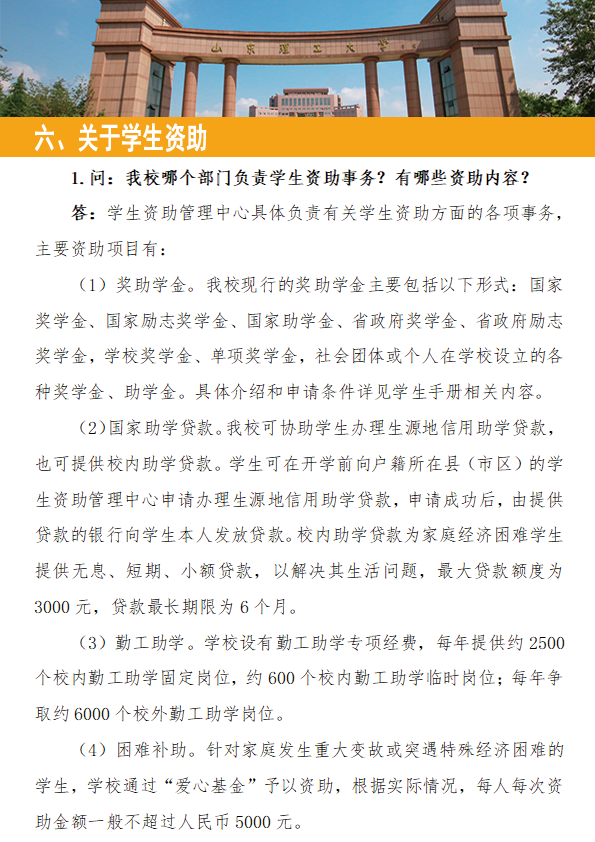 山东理工大学
六、关于学生资助
1.问：我校哪个部门负责学生资助事务？有哪些资助内容？
答：学生资助管理中心具体负责有关学生资助方面的各项事务，
主要资助项目有：
（1）奖助学金。我校现行的奖助学金主要包括以下形式：国家
奖学金、国家励志奖学金、国家助学金、省政府奖学金、省政府励志
奖学金，学校奖学金、单项奖学金，社会团体或个人在学校设立的各
种奖学金、助学金。具体介绍和申请条件详见学生手册相关内容。
（2）国家助学贷款。我校可协助学生办理生源地信用助学贷款，
也可提供校内助学贷款。学生可在开学前向户籍所在县（市区）的学
生资助管理中心申请办理生源地信用助学贷款，申请成功后，由提供
贷款的银行向学生本人发放贷款。校内助学贷款为家庭经济困难学生
提供无息、短期、小额贷款，以解决其生活问题，最大贷款额度为
3000 元，贷款最长期限为 6 个月。
（3）勤工助学。学校设有勤工助学专项经费，每年提供约 2500
个校内勤工助学固定岗位，约 600 个校内勤工助学临时岗位；每年争
取约 6000 个校外勤工助学岗位。
（4）困难补助。针对家庭发生重大变故或突遇特殊经济困难的
学生，学校通过“爱心基金”予以资助，根据实际情况，每人每次资
助金额一般不超过人民币 5000 元。